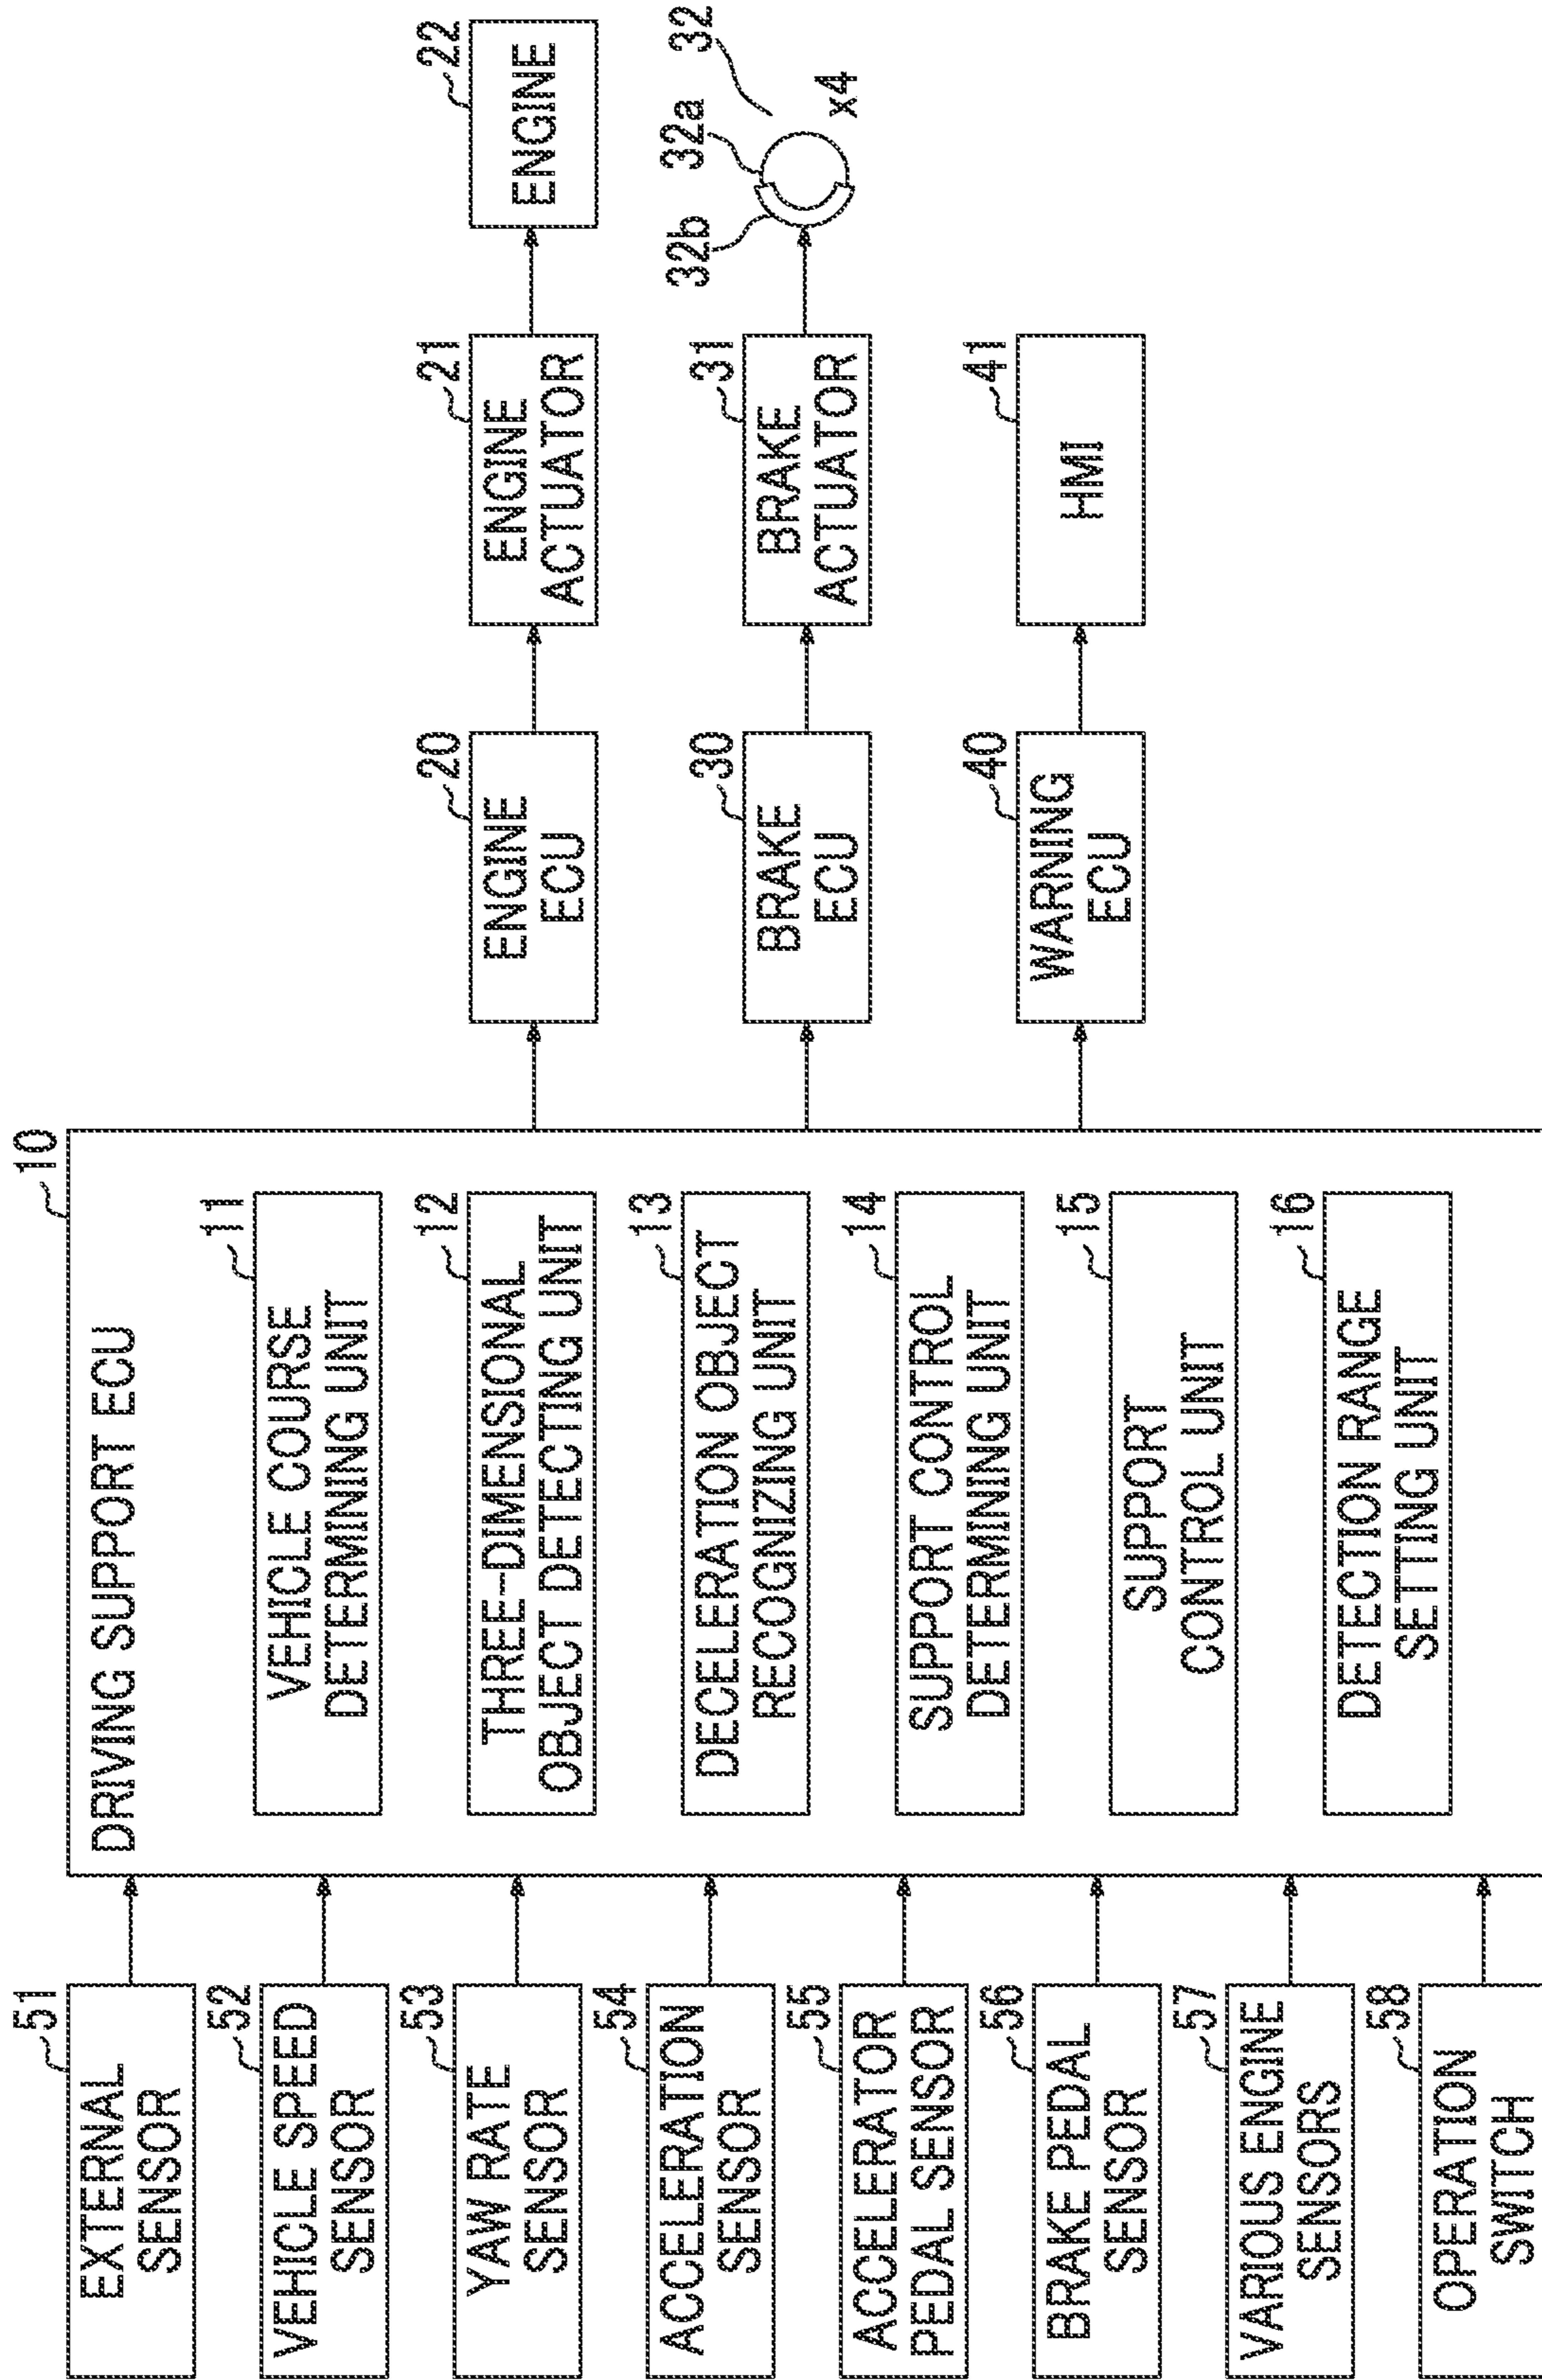 51
EXTERNAL
SENSOR
52
VEHICLE SPEED
SENSOR
53
YAW RATE
SENSOR
54
ACCELERATION
SENSOR
55
ACCELERATOR
PEDAL SENSOR
56
BRAKE PEDAL
SENSOR
57
VARIOUS ENGINE
SENSORS
58
OPERATION
SWITCH
10
DRIVING SUPPORT ECU
11
VEHICLE COURSE
DETERMINING UNIT
12
THREE-DIMENSIONAL
OBJECT DETECTING UNIT
13
DECELERATION OBJECT
RECOGNIZING UNIT
14
SUPPORT CONTROL
DETERMINING UNIT
15
SUPPORT
CONTROL UNIT
16
DETECTION RANGE
SETTING UNIT
20
ENGINE
ECU
21
ENGINE
ACTUATOR
22
ENGINE
30
BRAKE
ECU
31
BRAKE
ACTUATOR
32b
32a
32
x4
40
WARNING
ECU
41
HMI